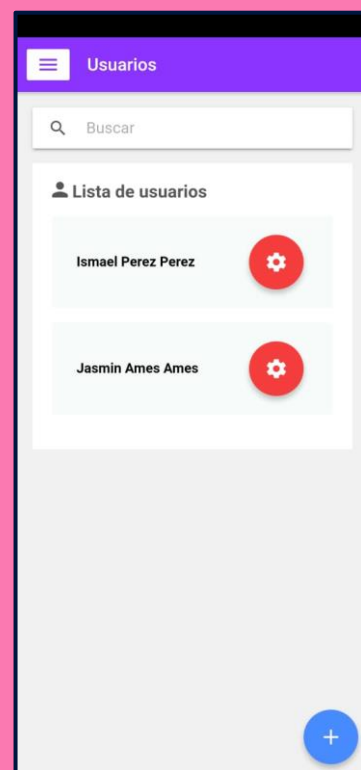 Usuarios
Buscar
Lista de usuarios
Ismael Perez Perez
Jasmin Ames Ames